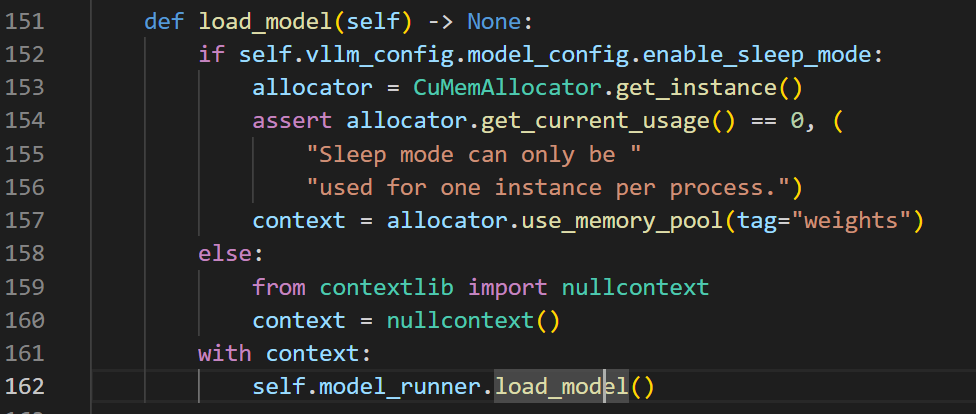 151 def load_model(self) -> None:
152 if self.vllm_config.model_config.enable_sleep_mode:
153 allocator = CuMemAllocator.get_instance()
154 assert allocator.get_current_usage() == 0, (
155 "Sleep mode can only be "
156 "used for one instance per process.")
157 context = allocator.use_memory_pool(tag="weights")
158 else:
159 from contextlib import nullcontext
160 context = nullcontext()
161 with context:
162 self.model_runner.load_model()